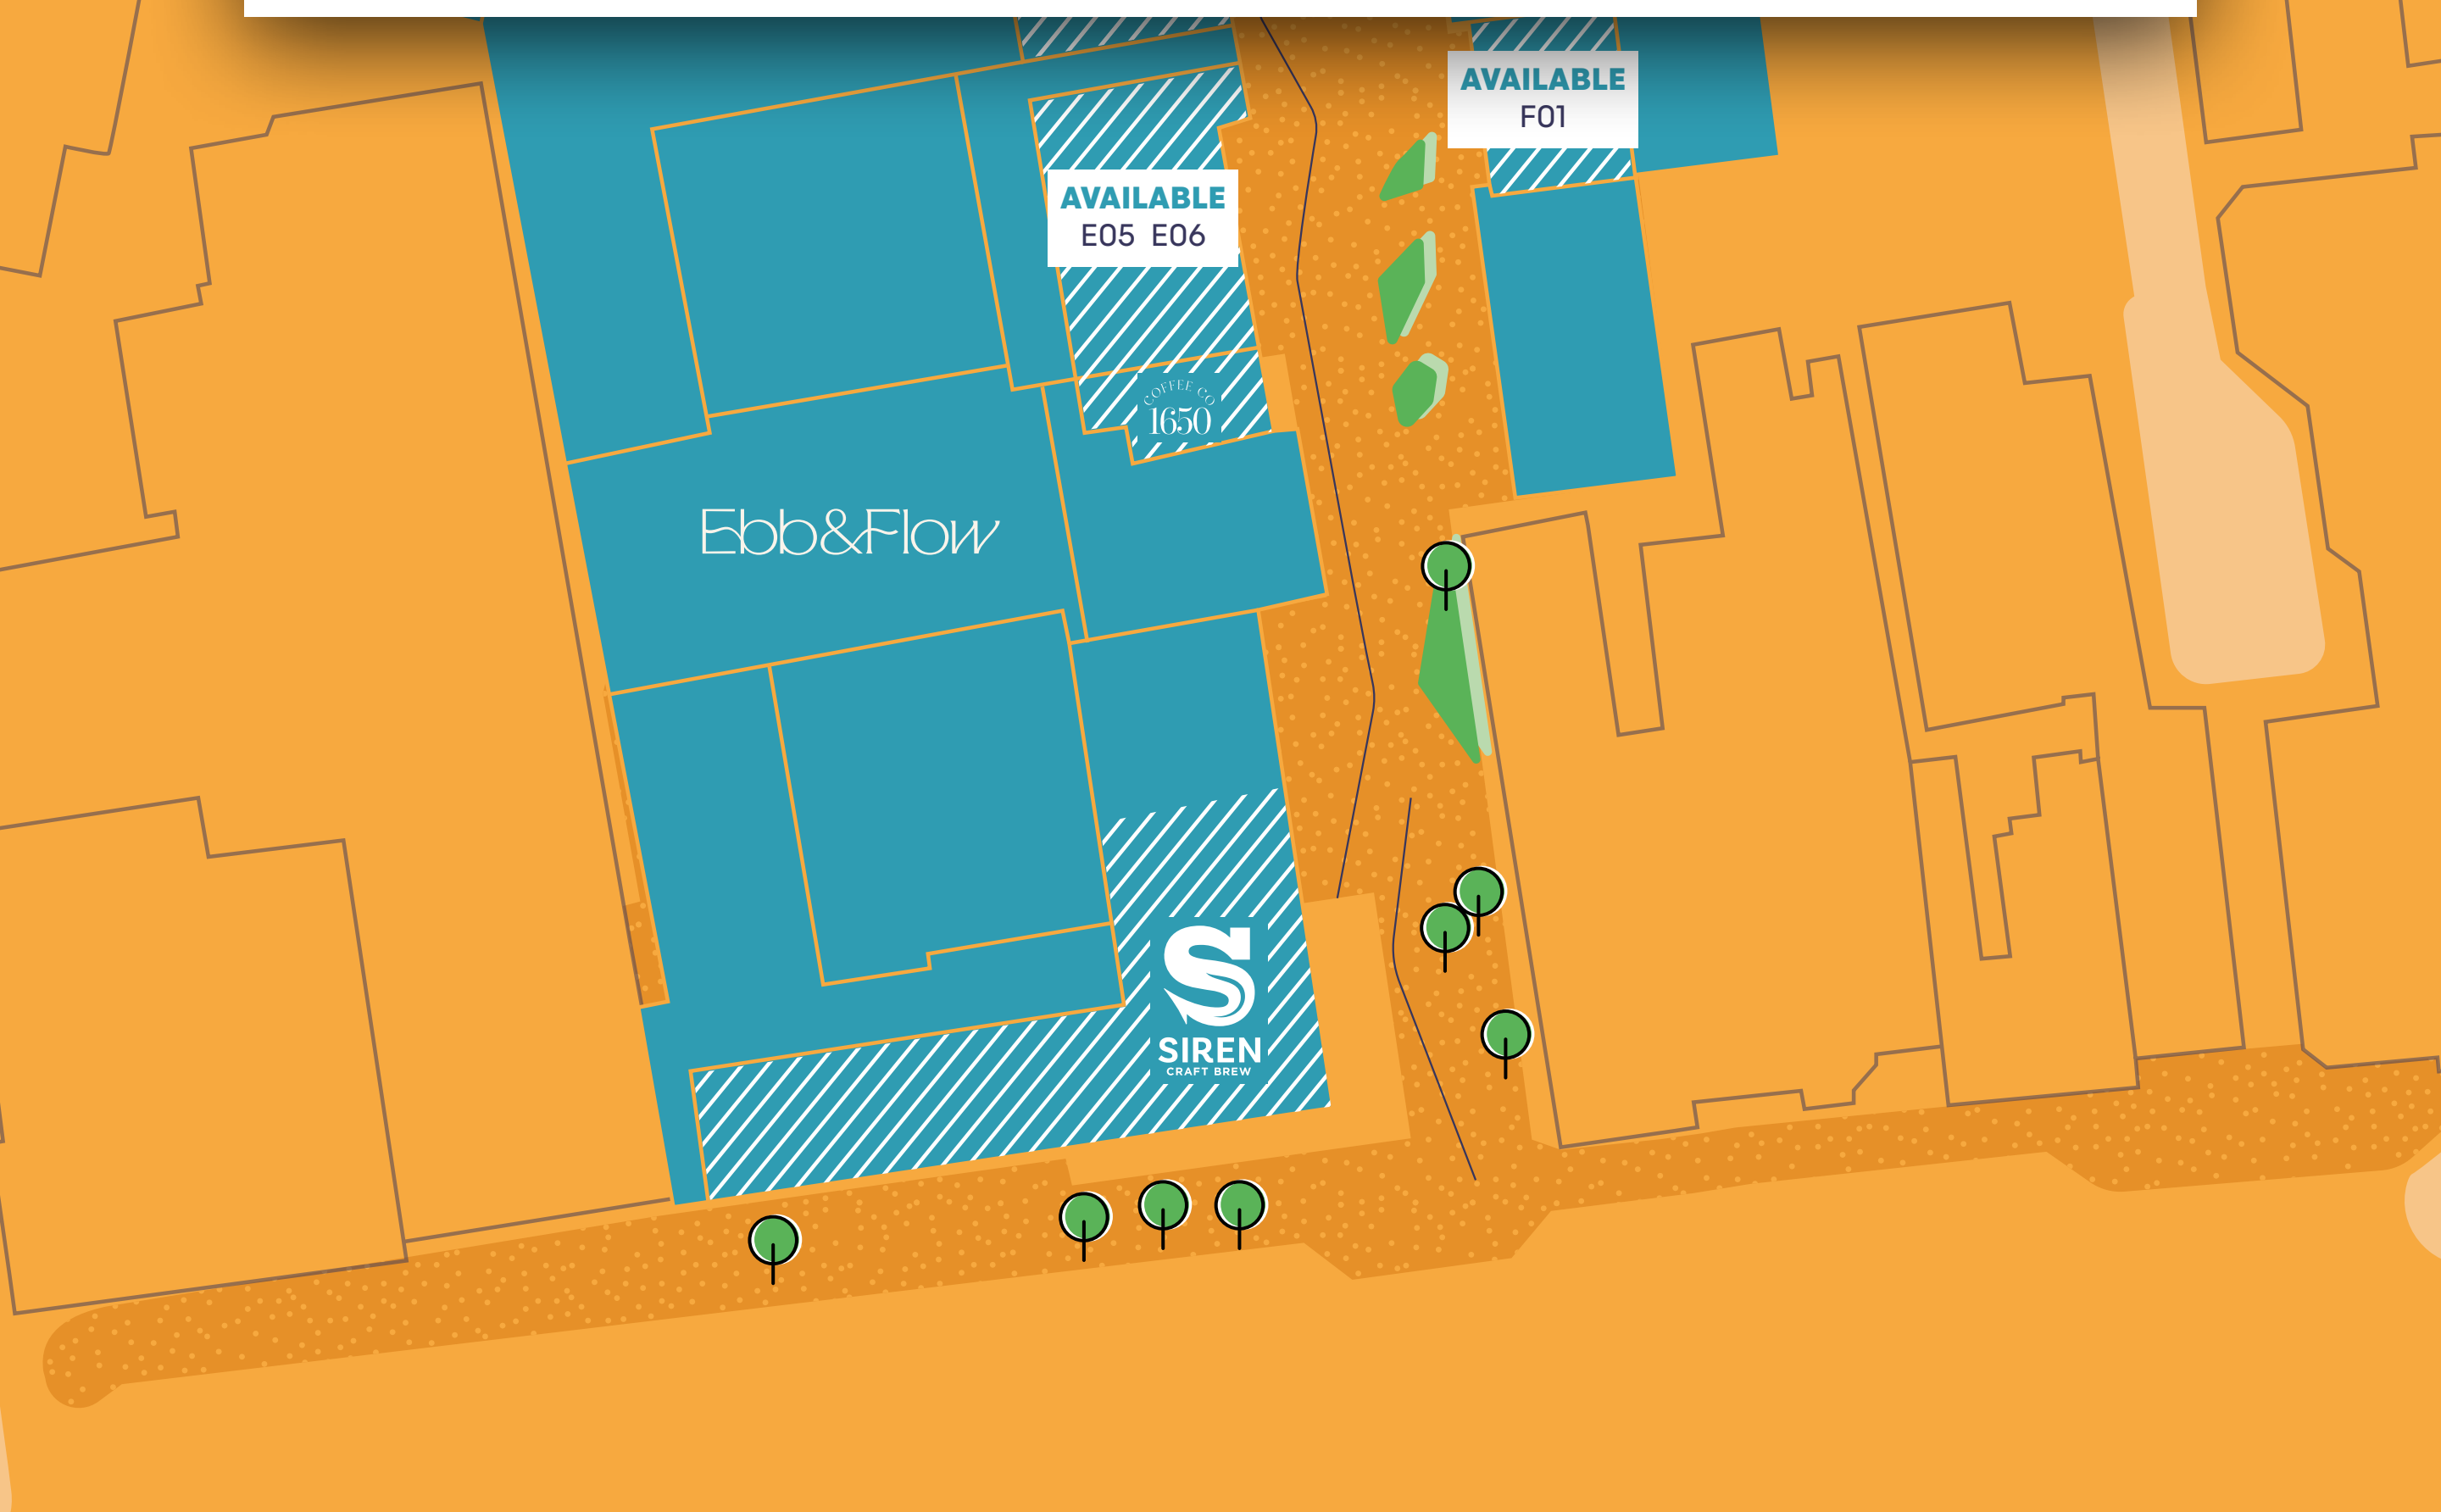 AVAILABLE
F01
AVAILABLE
E05 E06
COFFEE CO
1650
Ebb&Flow
S
SIREN
CRAFT BREW